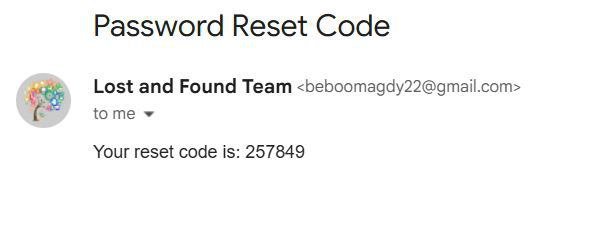 Password Reset Code
Lost and Found Team <beboomagdy22@gmail.com>
to me
Your reset code is: 257849